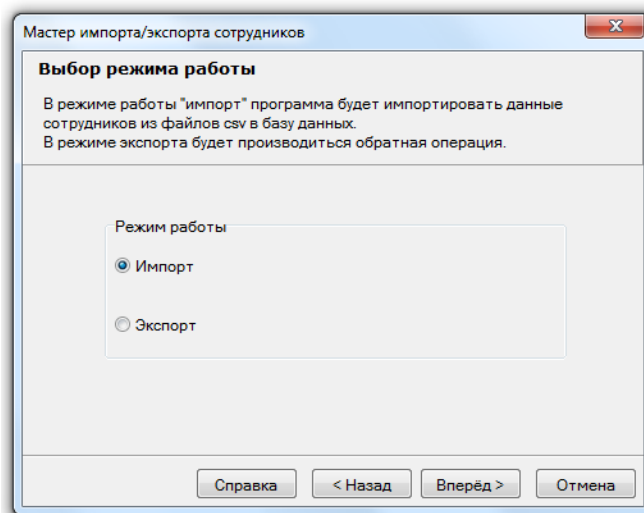 Мастер импорта/экспорта сотрудников
Выбор режима работы
В режиме работы "импорт" программа будет импортировать данные
сотрудников из файлов csv в базу данных.
В режиме экспорта будет производиться обратная операция.
Режим работы
Импорт
Экспорт
Справка
< Назад
Вперёд >
Отмена